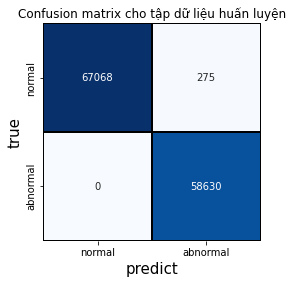 Confusion matrix cho tập dữ liệu huấn luyện
normal
67068
275
true
abnormal
0
58630
normal
abnormal
predict